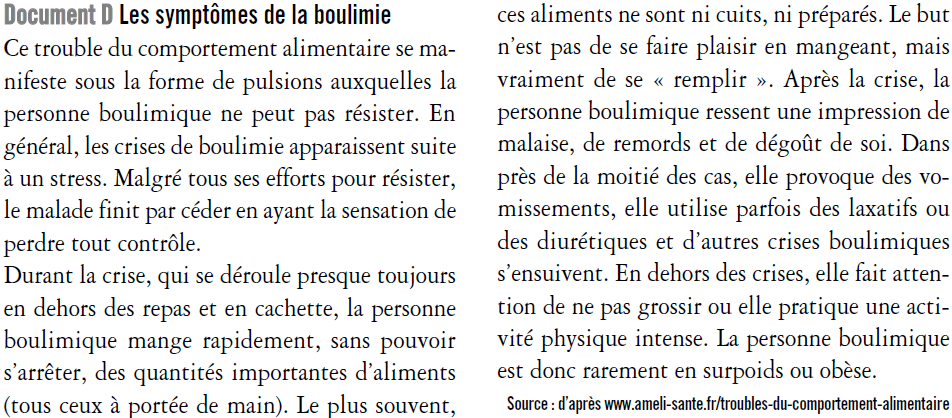 Document D Les symptômes de la boulimie
Ce trouble du comportement alimentaire se ma-
nifeste sous la forme de pulsions auxquelles la
personne boulimique ne peut pas résister. En
général, les crises de boulimie apparaissent suite
à un stress. Malgré tous ses efforts pour résister,
le malade finit par céder en ayant la sensation de
perdre tout contrôle.
Durant la crise, qui se déroule presque toujours
en dehors des repas et en cachette, la personne
boulimique mange rapidement, sans pouvoir
s’arrêter, des quantités importantes d’aliments
(tous ceux à portée de main). Le plus souvent,
ces aliments ne sont ni cuits, ni préparés. Le but
n’est pas de se faire plaisir en mangeant, mais
vraiment de se « remplir ». Après la crise, la
personne boulimique ressent une impression de
malaise, de remords et de dégoût de soi. Dans
près de la moitié des cas, elle provoque des vo-
missements, elle utilise parfois des laxatifs ou
des diurétiques et d’autres crises boulimiques
s’ensuivent. En dehors des crises, elle fait atten-
tion de ne pas grossir ou elle pratique une acti-
vité physique intense. La personne boulimique
est donc rarement en surpoids ou obèse.
Source : d’après www.ameli-sante.fr/troubles-du-comportement-alimentaire